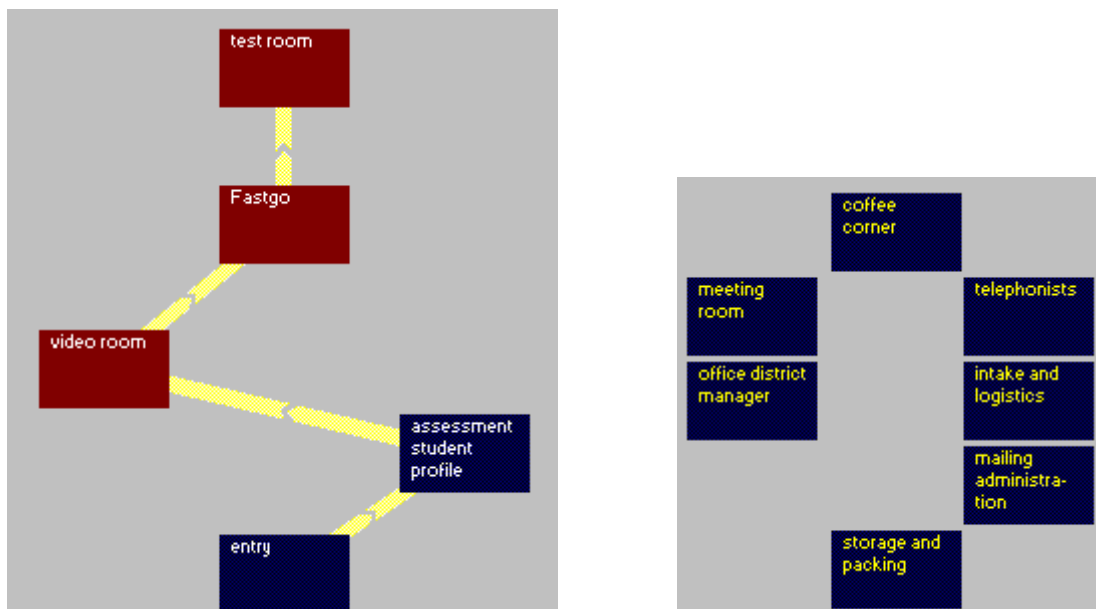 test room
Fastgo
video room
assessment
student
profile
entry
coffee
corner
meeting
room
telephonists
office district
manager
intake and
logistics
mailing
administra-
tion
storage and
packing